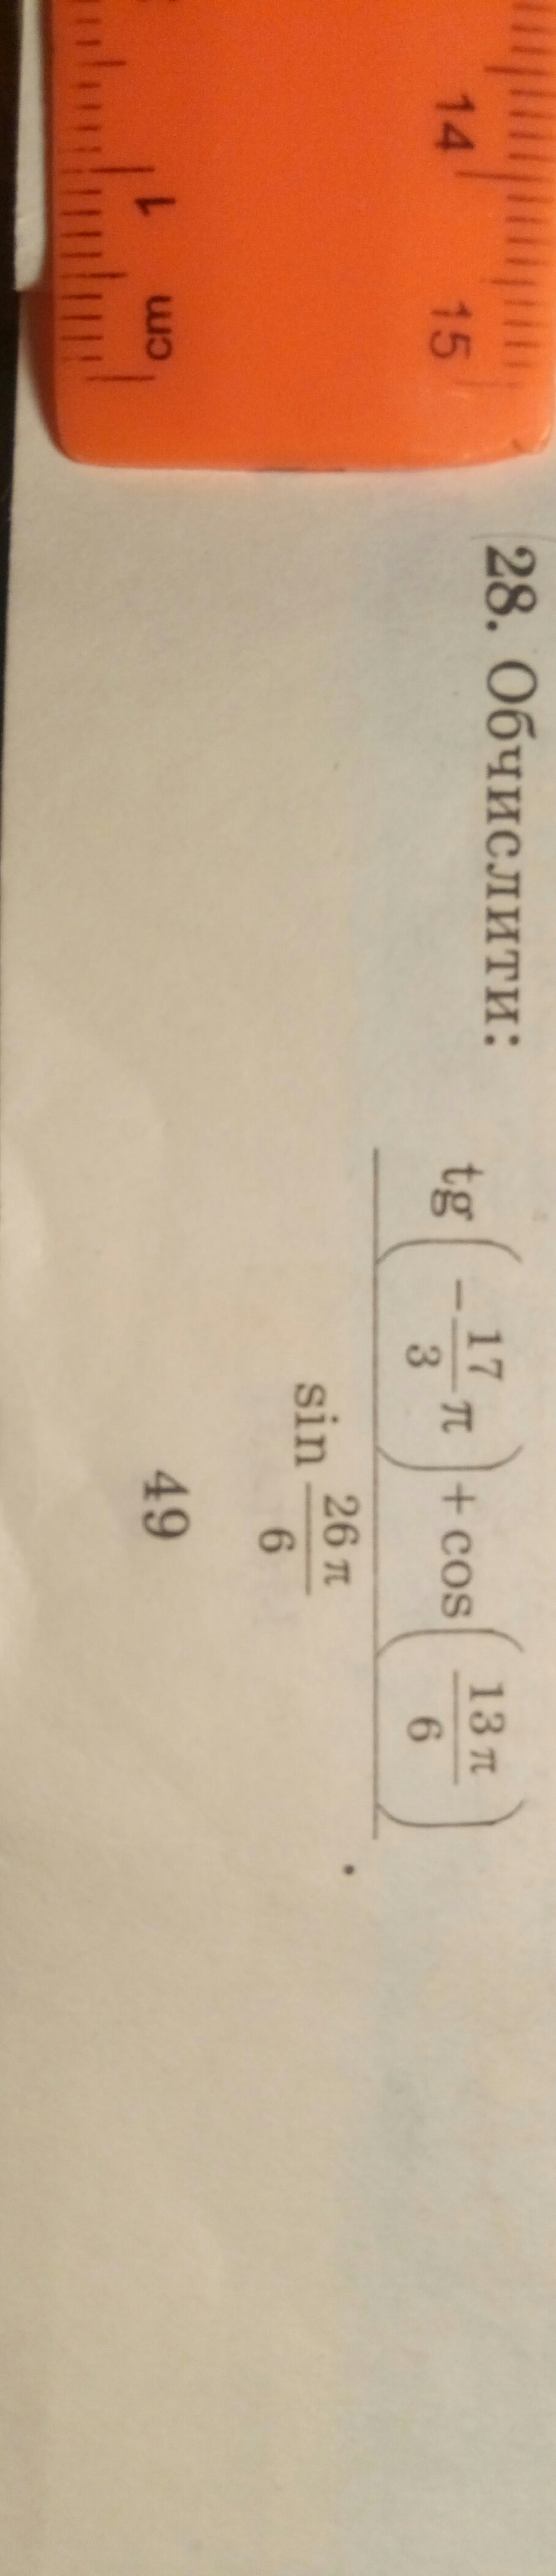 14 15
1 cm
28. Обчислити:
tg(-17/3 π) + cos(13π/6)
sin 26π/6 .
49